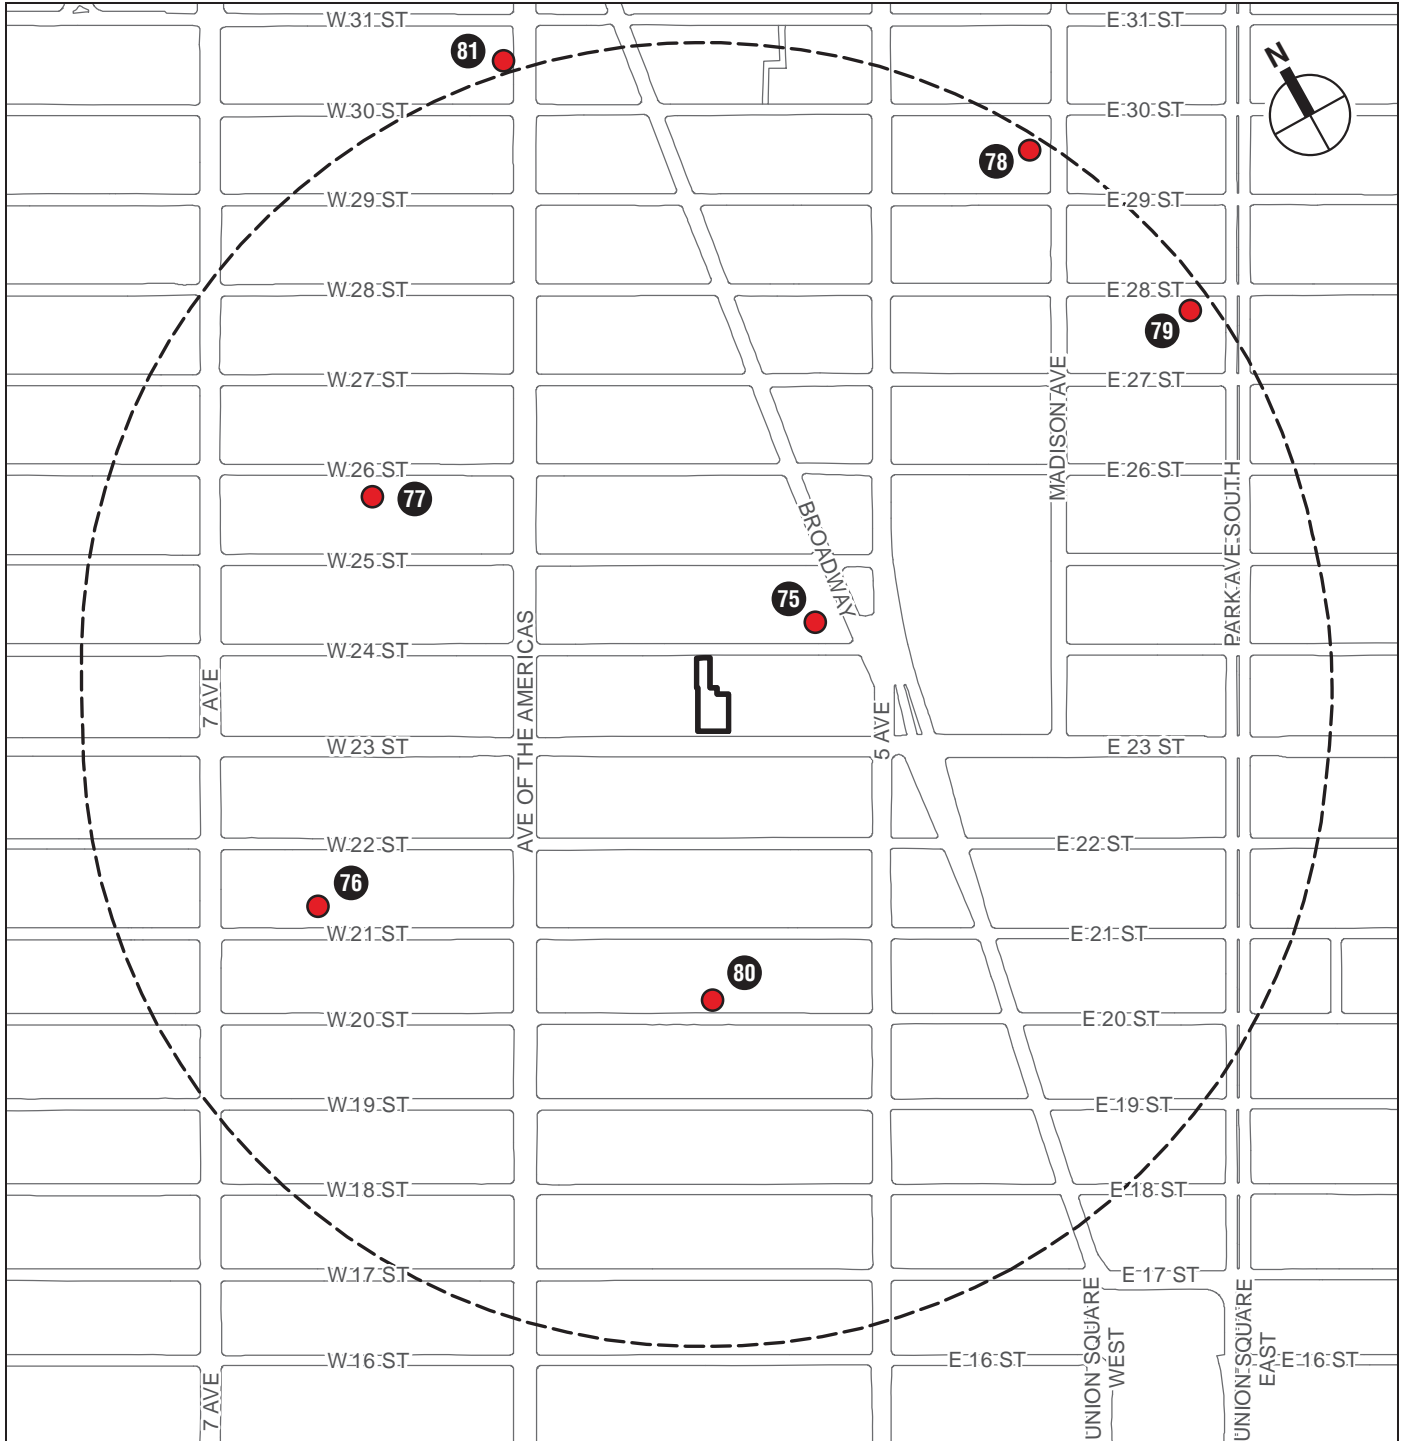 W 31 ST
E 31 ST
81
N
W 30 ST
E 30 ST
78
W 29 ST
E 29 ST
W 28 ST
E 28 ST
79
W 27 ST
E 27 ST
MADISON AVE
W 26 ST
E 26 ST
77
PARK AVE SOUTH
BROADWAY
W 25 ST
75
W 24 ST
7 AVE
AVE OF THE AMERICAS
5 AVE
W 23 ST
E 23 ST
W 22 ST
E 22 ST
76
W 21 ST
E 21 ST
80
W 20 ST
E 20 ST
W 19 ST
E 19 ST
W 18 ST
E 18 ST
W 17 ST
E 17 ST
UNION SQUARE
WEST
UNION SQUARE
EAST
W 16 ST
E 16 ST
E 16 ST
7 AVE